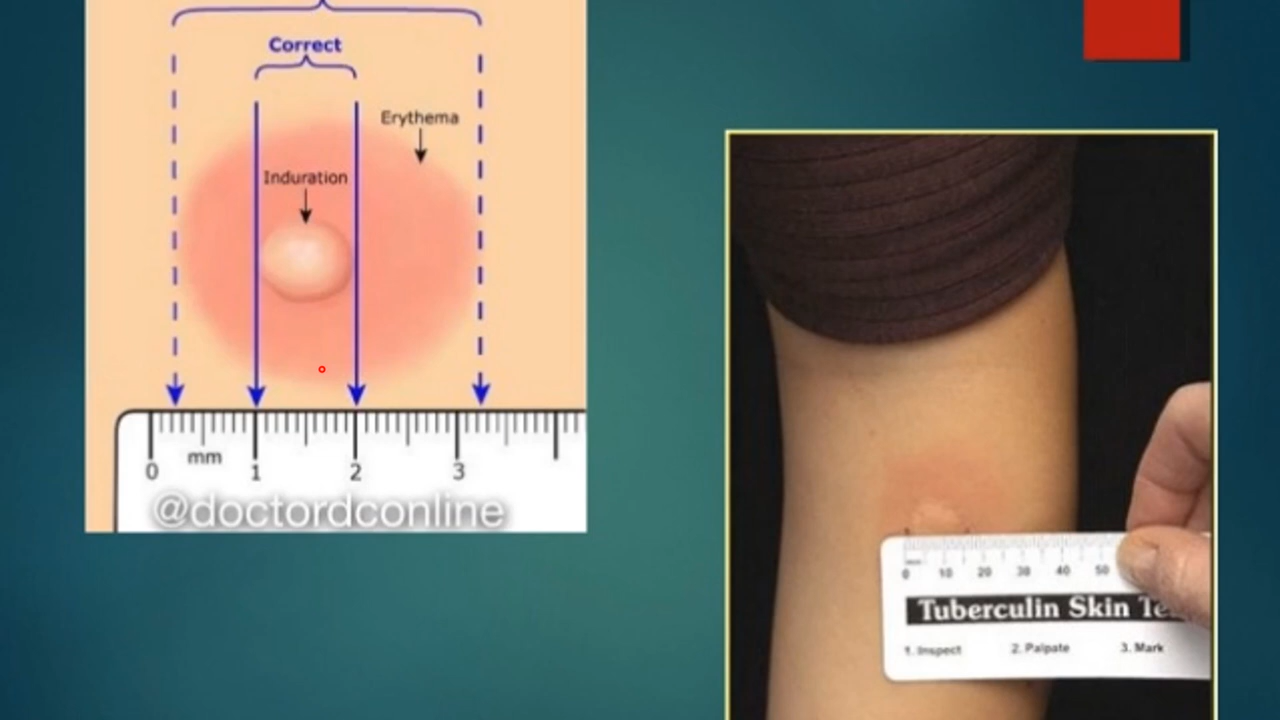 Correct
Erythema
Induration
mm
0 1 2 3
@doctordconline
0 10 20 30 40 50
Tuberculin Skin
1. Inspect 2. Palpate 3. Mark